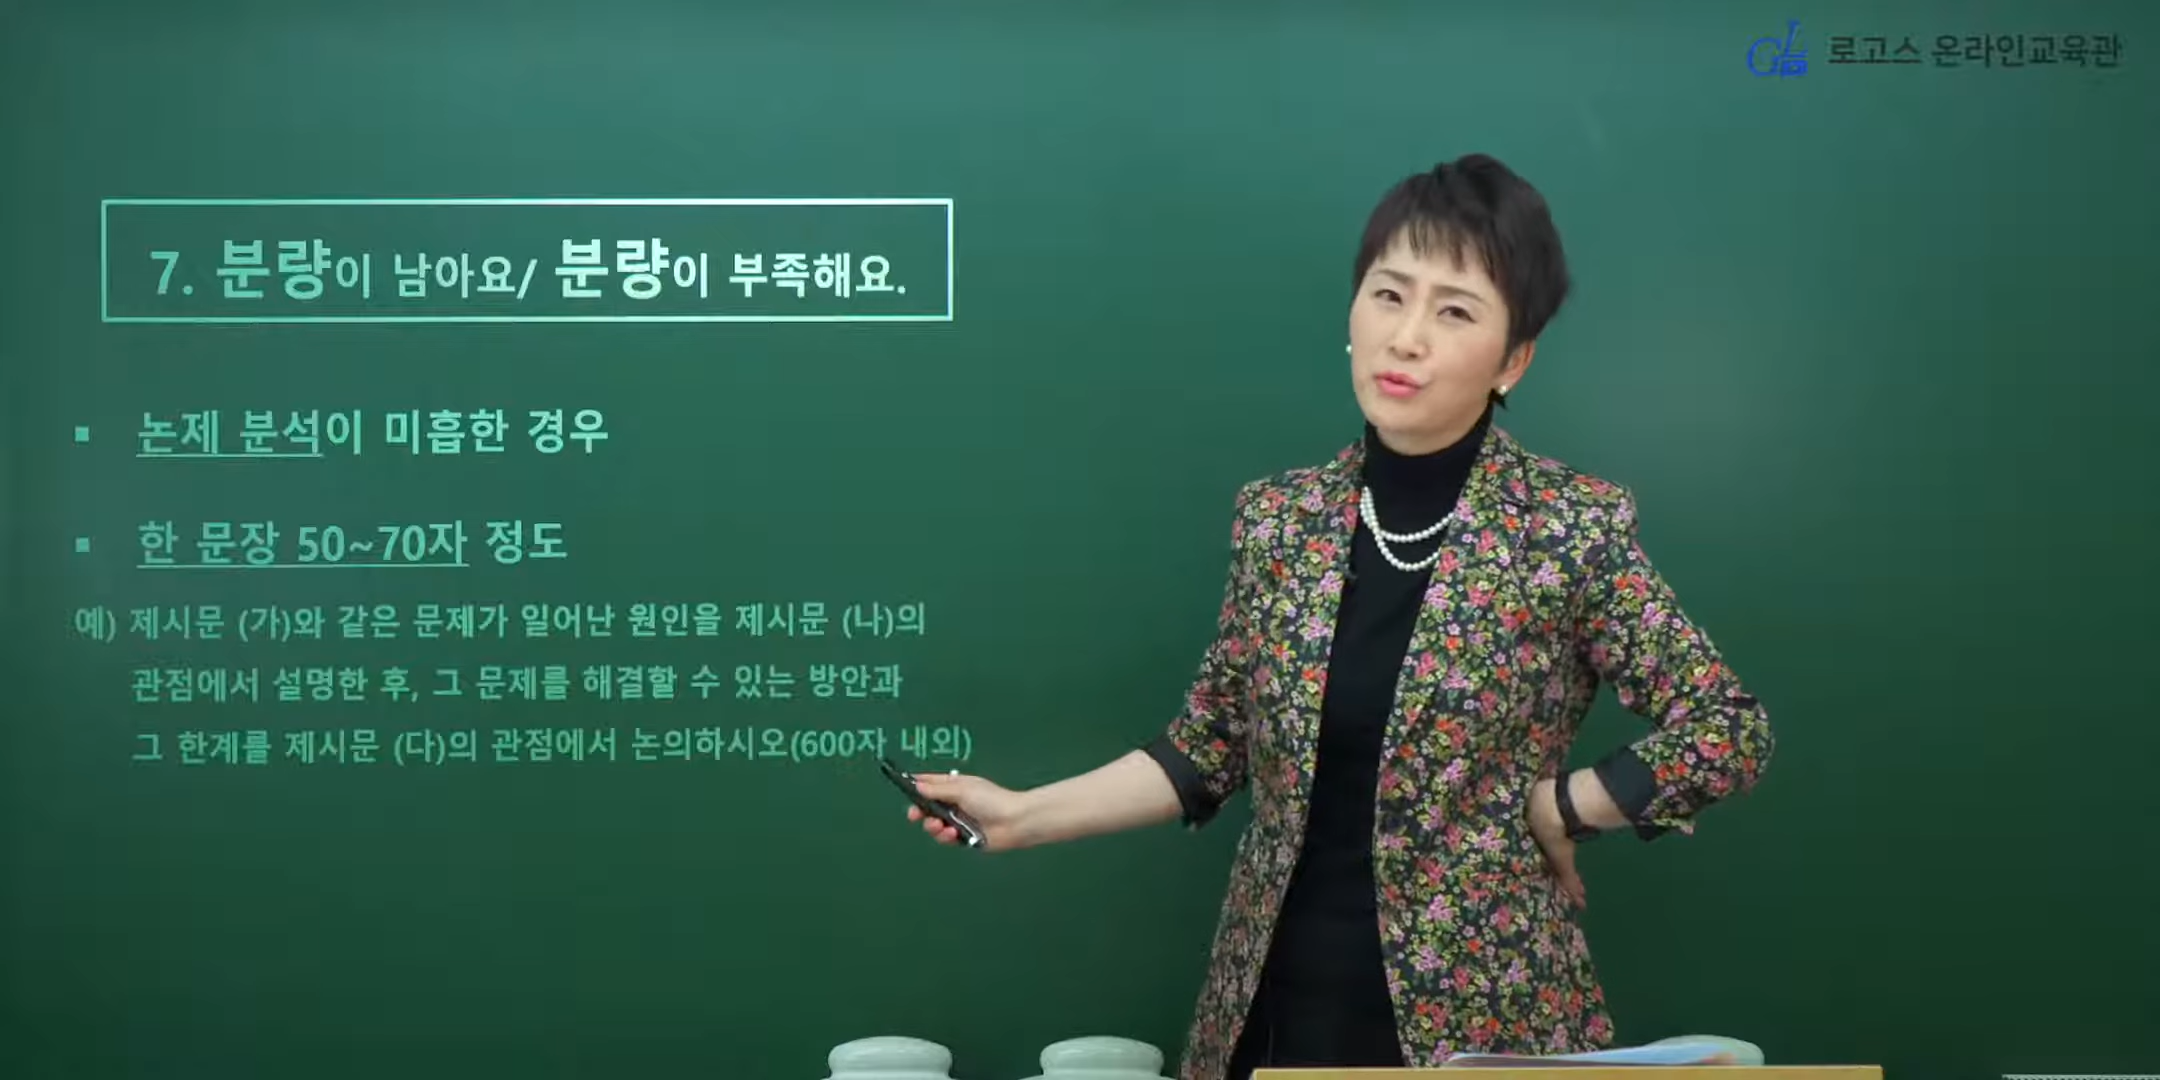 로고스 온라인교육관
7. 분량이 남아요/ 분량이 부족해요.
▪ 논제 분석이 미흡한 경우
▪ 한 문장 50~70자 정도
예) 제시문 (가)와 같은 문제가 일어난 원인을 제시문 (나)의
관점에서 설명한 후, 그 문제를 해결할 수 있는 방안과
그 한계를 제시문 (다)의 관점에서 논의하시오(600자 내외)